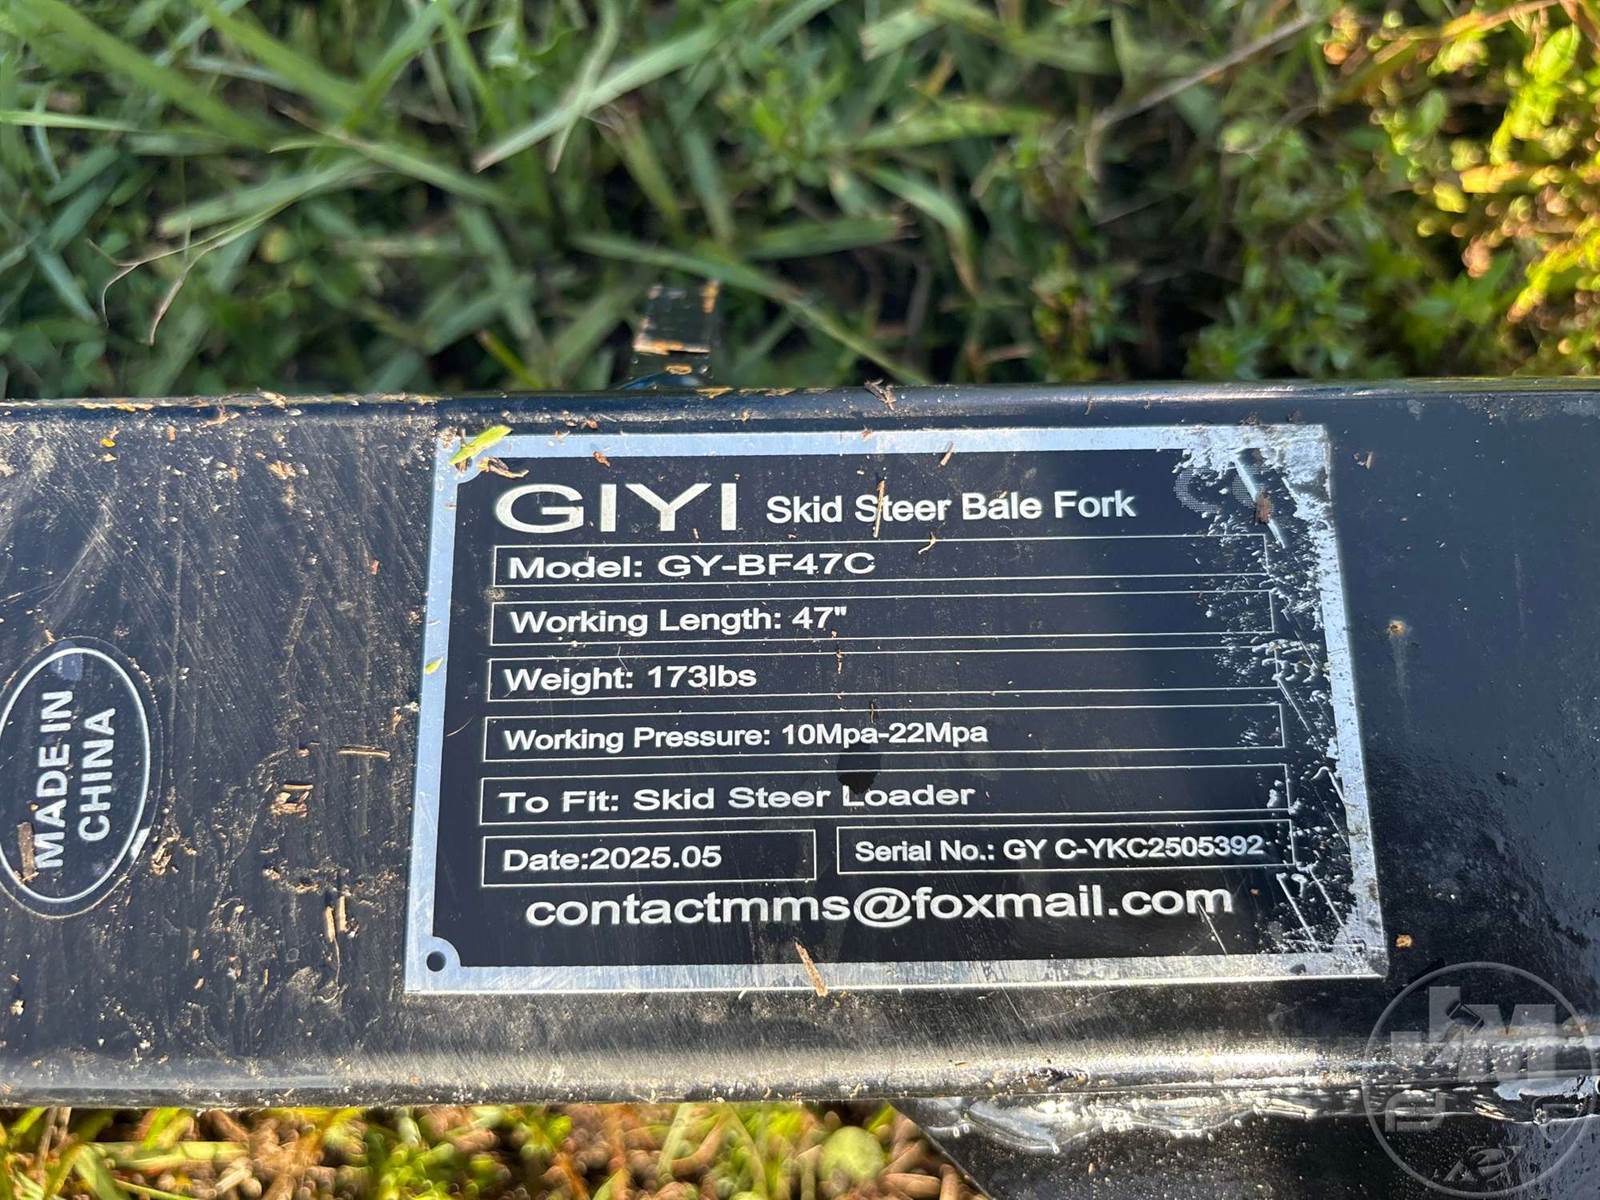 GIYI Skid Steer Bale Fork
Model: GY-BF47C
Working Length: 47"
Weight: 173lbs
Working Pressure: 10Mpa-22Mpa
To Fit: Skid Steer Loader
Date:2025.05 Serial No.: GY C-YKC2505392
contactmms@foxmail.com
MADE IN
CHINA